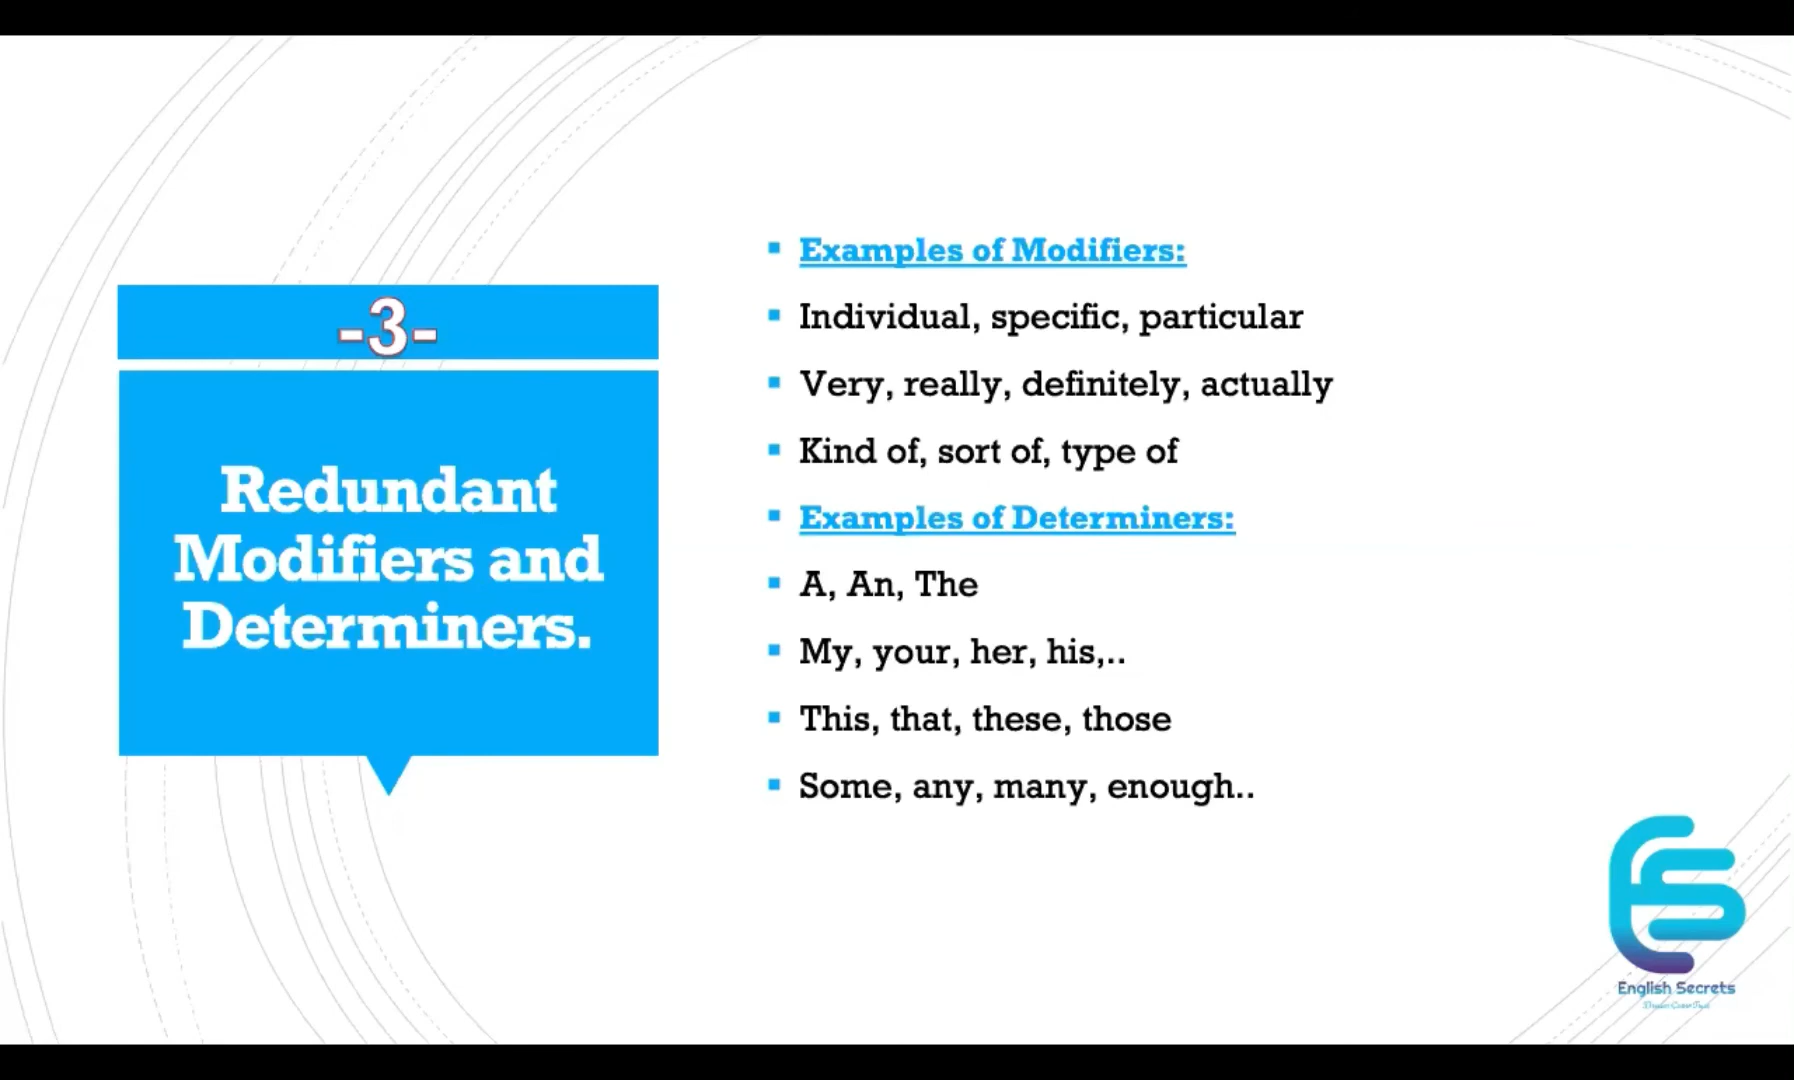 -3-
Redundant
Modifiers and
Determiners.
Examples of Modifiers:
Individual, specific, particular
Very, really, definitely, actually
Kind of, sort of, type of
Examples of Determiners:
A, An, The
My, your, her, his,..
This, that, these, those
Some, any, many, enough..
English Secrets